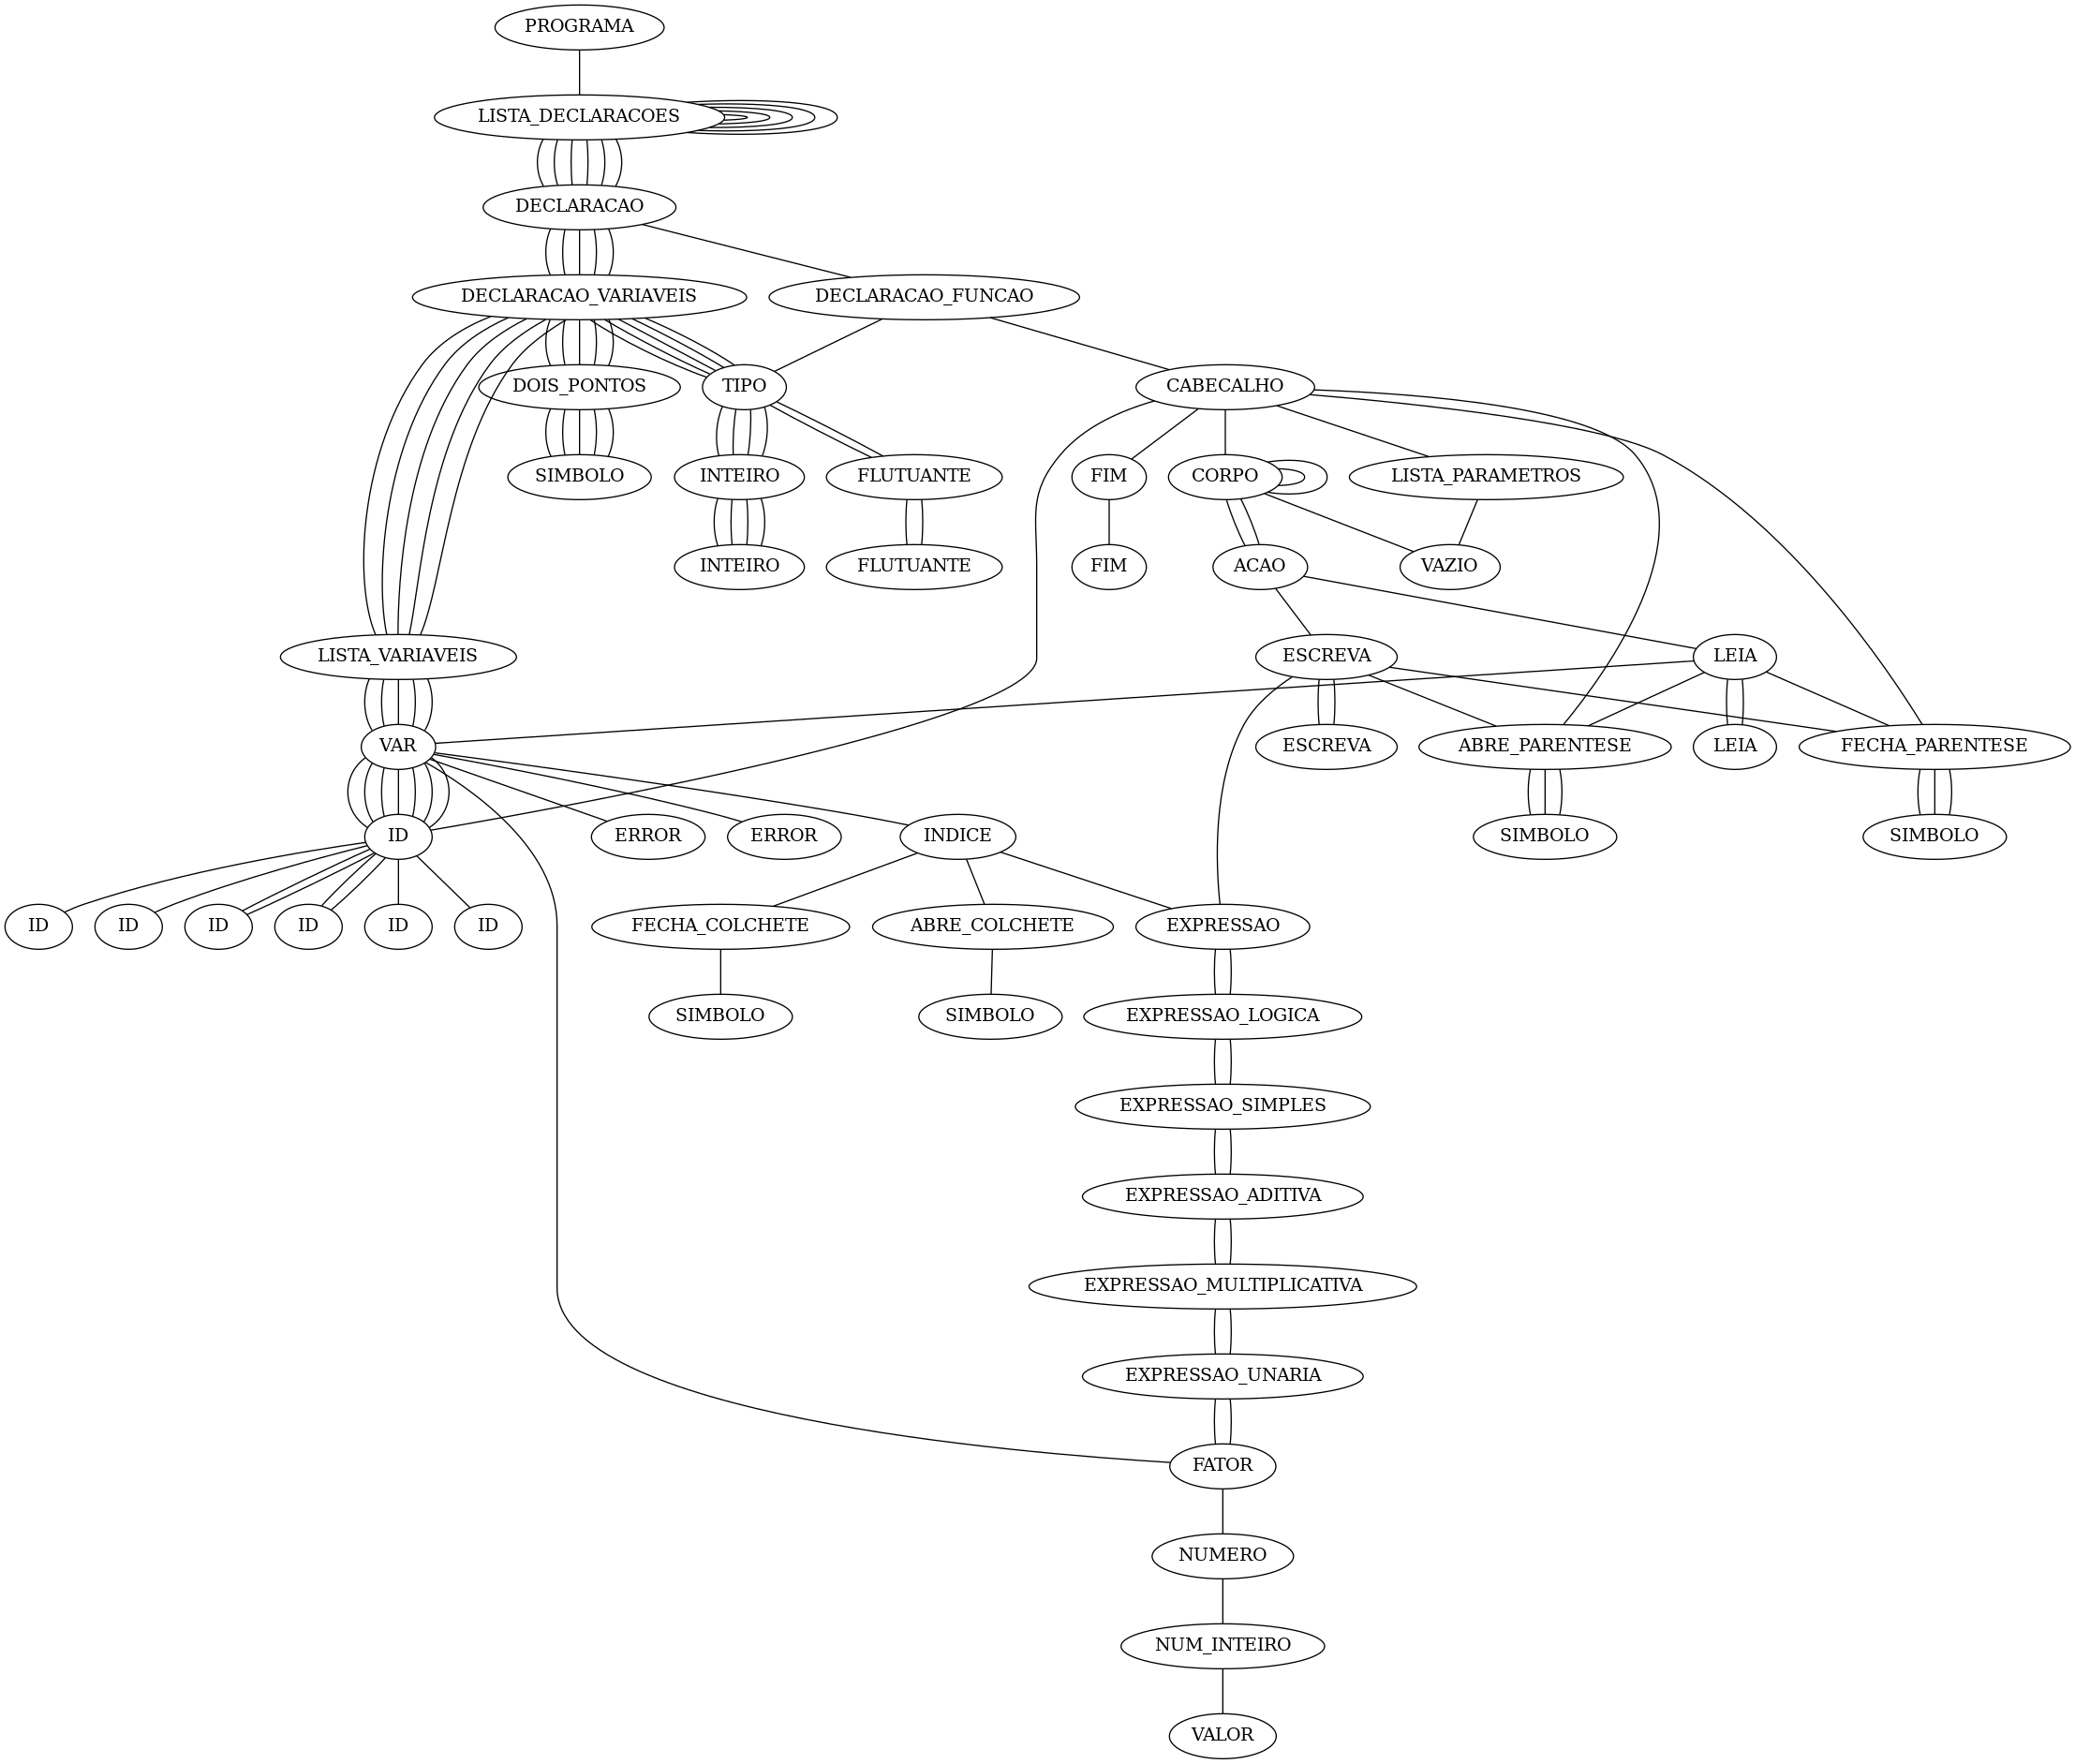 PROGRAMA
LISTA_DECLARACOES
DECLARACAO
DECLARACAO_VARIAVEIS
DECLARACAO_FUNCAO
DOIS_PONTOS
TIPO
CABECALHO
SIMBOLO
INTEIRO
FLUTUANTE
FIM
CORPO
LISTA_PARAMETROS
INTEIRO
FLUTUANTE
FIM
ACAO
VAZIO
LISTA_VARIAVEIS
ESCREVA
LEIA
VAR
ESCREVA
ABRE_PARENTESE
LEIA
FECHA_PARENTESE
ID
ERROR
ERROR
INDICE
SIMBOLO
SIMBOLO
ID
ID
ID
ID
ID
ID
FECHA_COLCHETE
ABRE_COLCHETE
EXPRESSAO
SIMBOLO
SIMBOLO
EXPRESSAO_LOGICA
EXPRESSAO_SIMPLES
EXPRESSAO_ADITIVA
EXPRESSAO_MULTIPLICATIVA
EXPRESSAO_UNARIA
FATOR
NUMERO
NUM_INTEIRO
VALOR